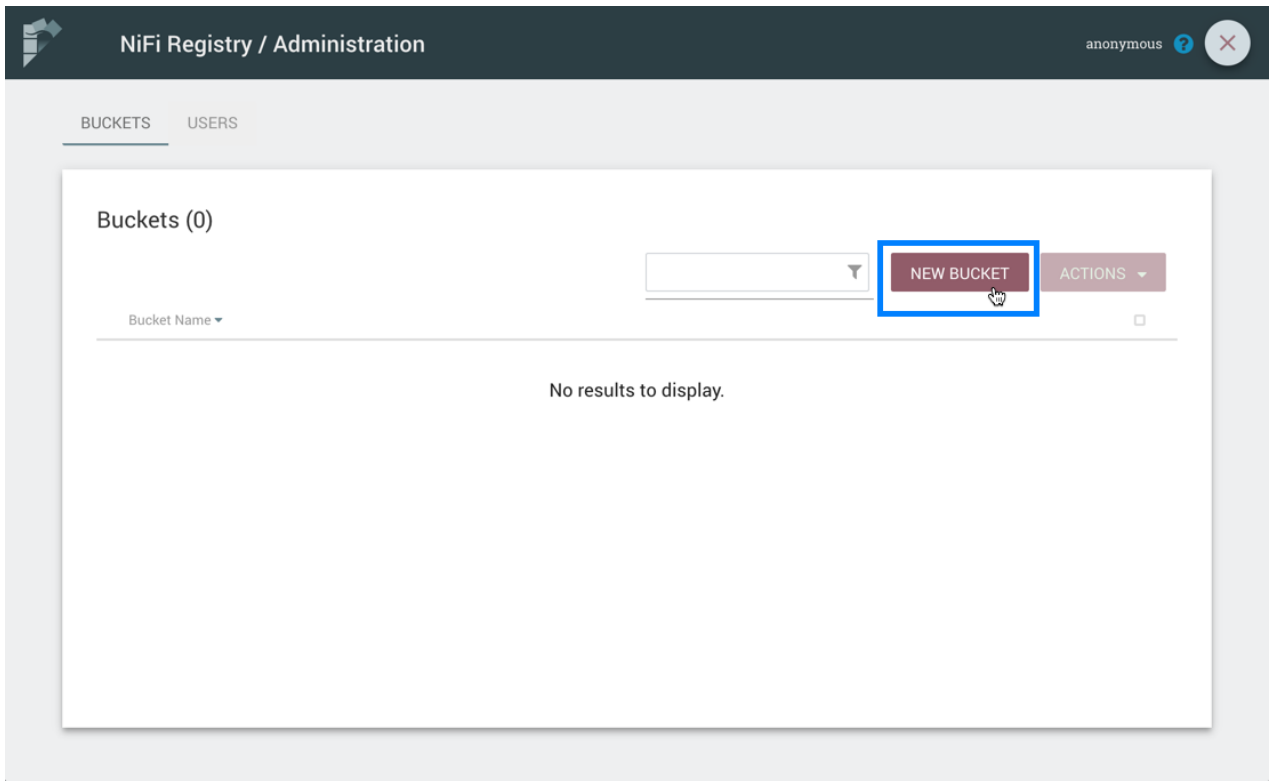 NiFi Registry / Administration
anonymous ?
BUCKETS USERS
Buckets (0)
NEW BUCKET ACTIONS
Bucket Name
No results to display.